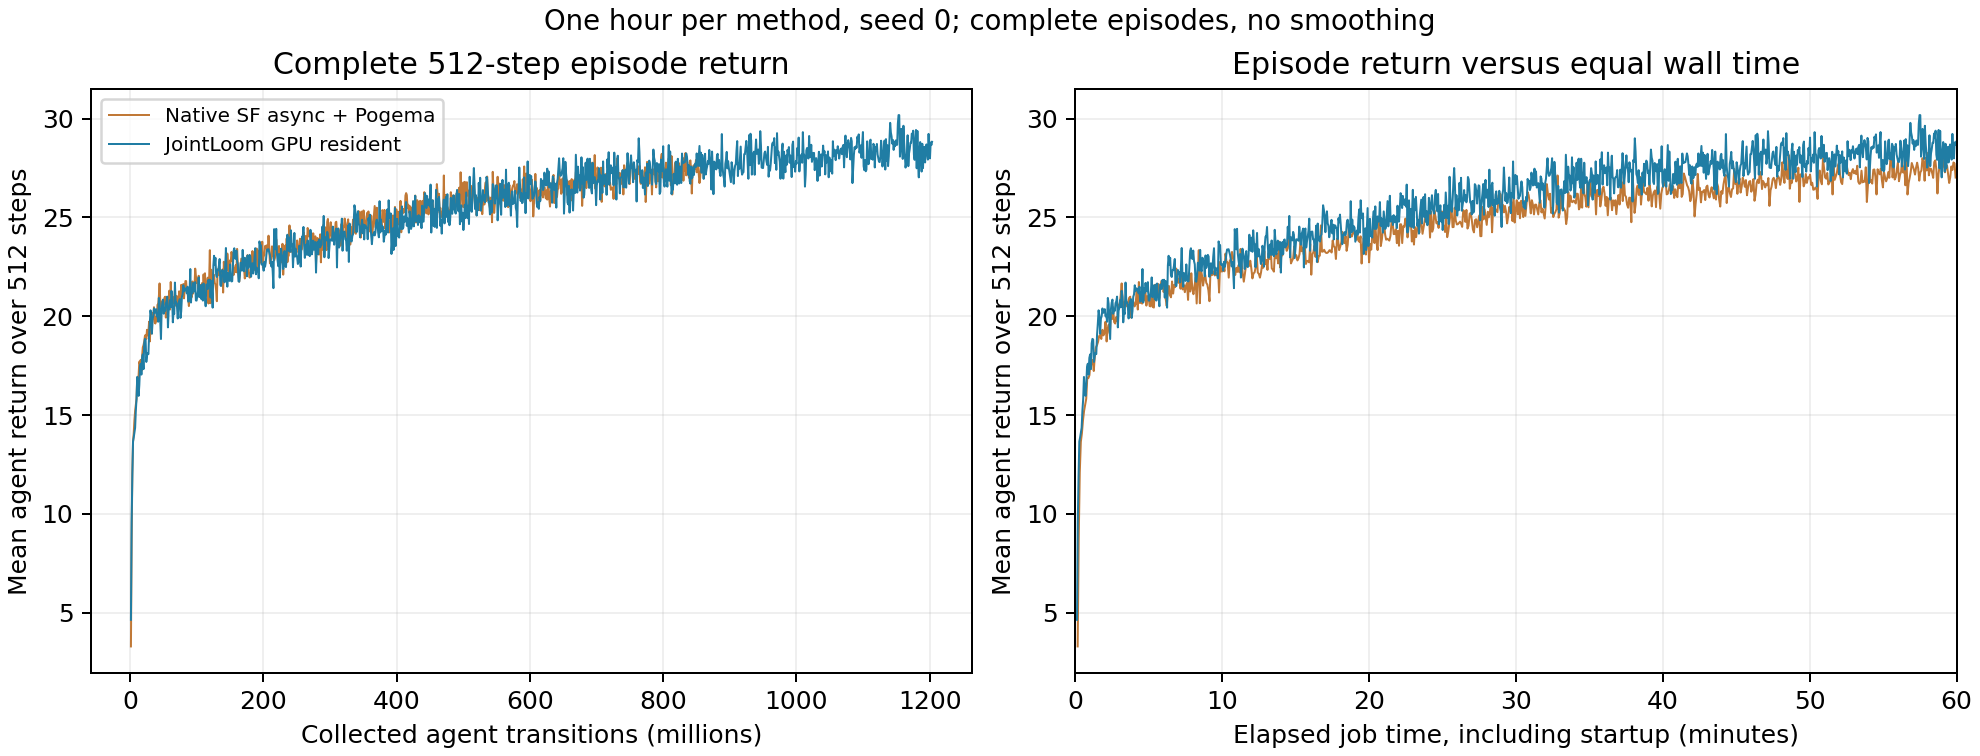 One hour per method, seed 0; complete episodes, no smoothing
Complete 512-step episode return
Mean agent return over 512 steps
30
25
20
15
10
5
Native SF async + Pogema
JointLoom GPU resident
0
200
400
600
800
1000
1200
Collected agent transitions (millions)
Episode return versus equal wall time
Mean agent return over 512 steps
30
25
20
15
10
5
0
10
20
30
40
50
60
Elapsed job time, including startup (minutes)